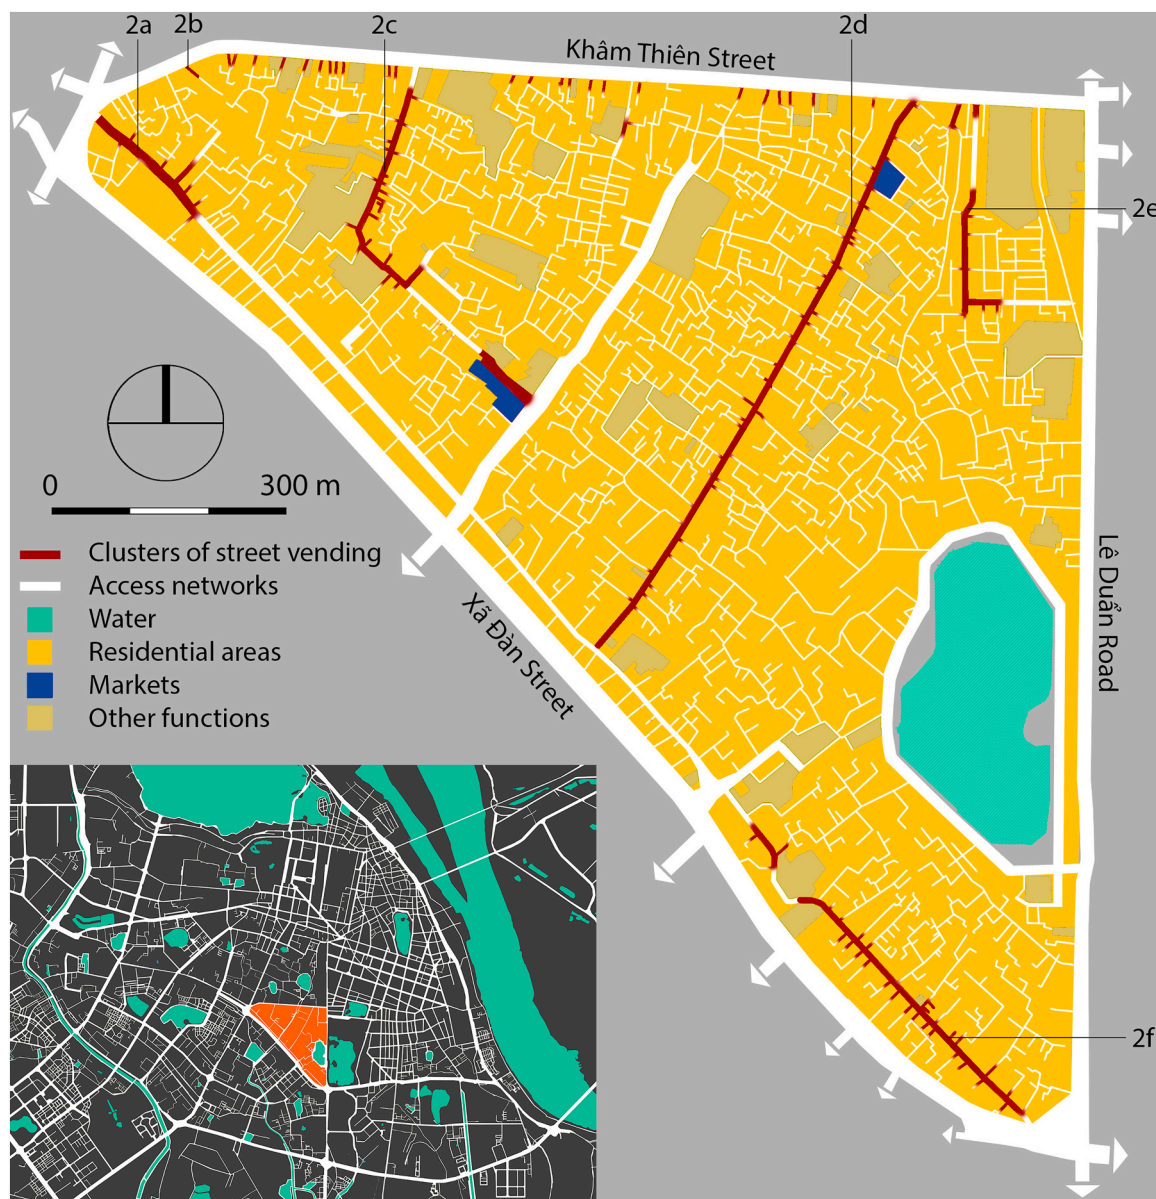 2a
2b
2c
2d
Khâm Thiên Street
2e
0
300 m
Clusters of street vending
Access networks
Water
Residential areas
Markets
Other functions
Xã Đàn Street
Lê Duẩn Road
2f